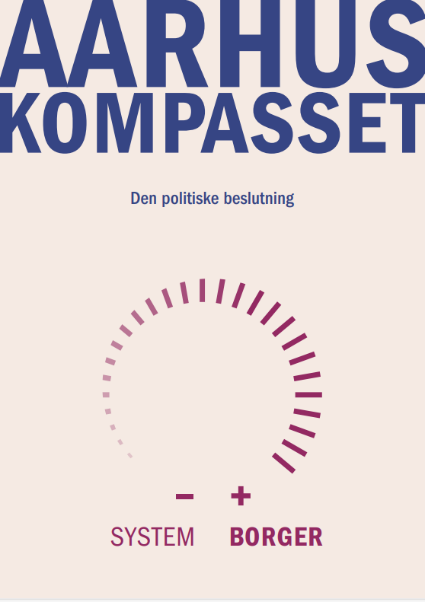 AARHUS
KOMPASSET
Den politiske beslutning
– +
SYSTEM BORGER